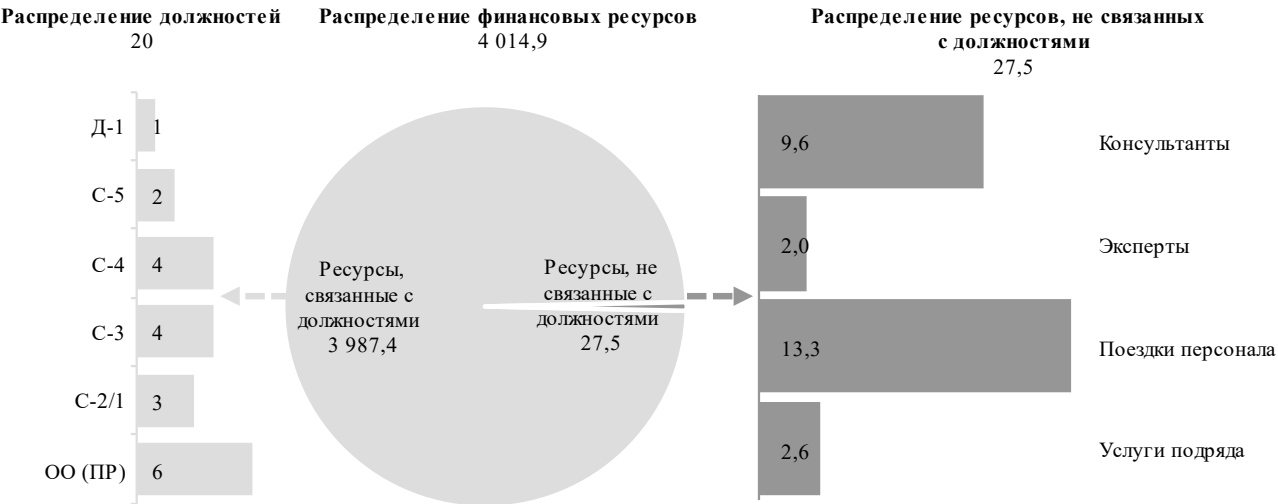 Распределение должностей
20
Д-1
1
С-5
2
С-4
4
С-3
4
С-2/1
3
ОО (ПР)
6
Распределение финансовых ресурсов
4 014,9
Ресурсы,
связанные с
должностями
3 987,4
Ресурсы, не
связанные с
должностями
27,5
Распределение ресурсов, не связанных
с должностями
27,5
9,6
Консультанты
2,0
Эксперты
13,3
Поездки персонала
2,6
Услуги подряда